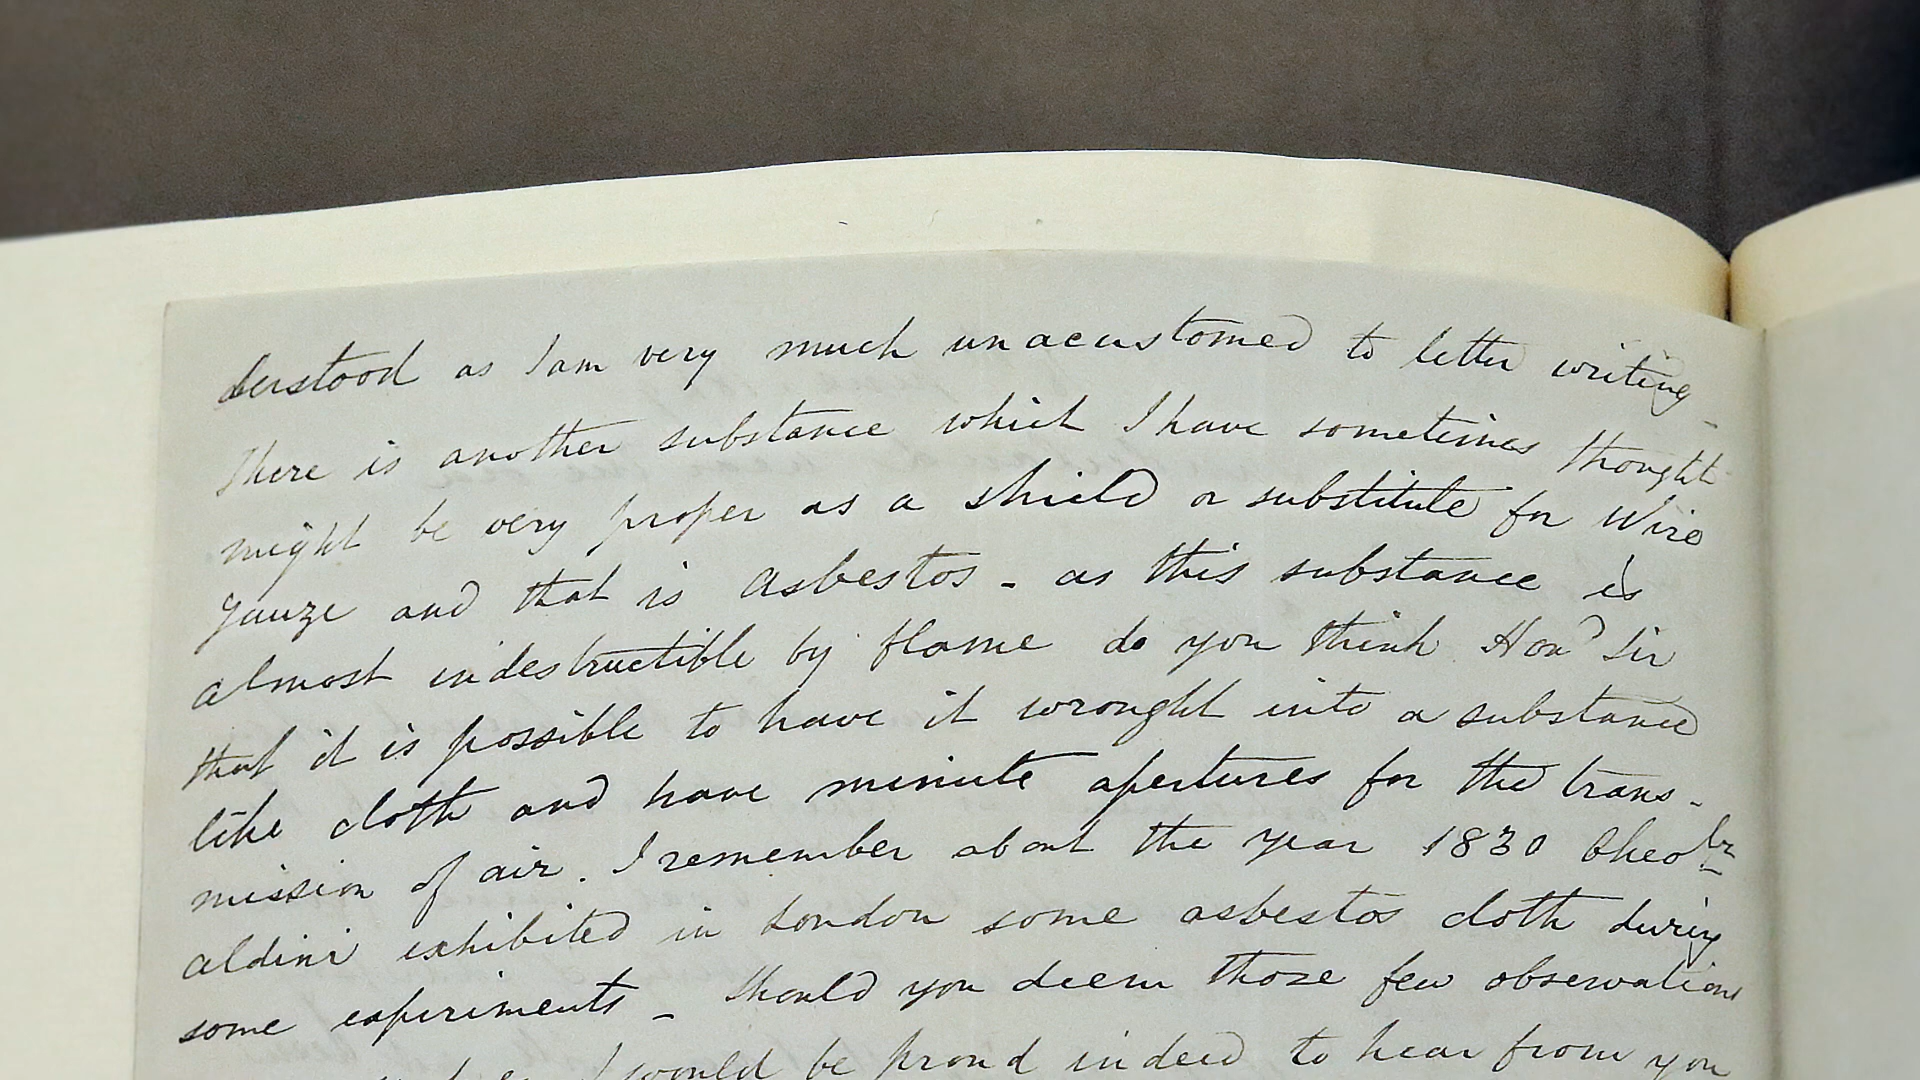 derstood as I am very much unaccustomed to letter writing -
There is another substance which I have sometimes thought
might be very proper as a shield or substitute for Wire
gauze and that is asbestos - as this substance is
almost indestructible by flame do you think Hond Sir
that it is possible to have it wrought into a substance
like cloth and have minute apertures for the trans-
mission of air. I remember about the year 1830 Chevlr
aldini exhibited in London some asbestos cloth during
some experiments - Should you deem those few observations
I would be proud indeed to hear from you